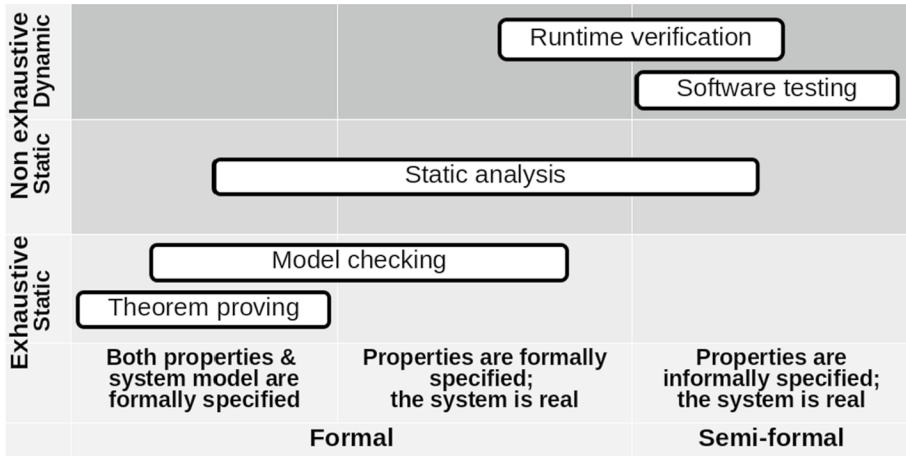 Non exhaustive
Dynamic
Runtime verification
Software testing
Static
Static analysis
Exhaustive
Static
Model checking
Theorem proving
Both properties &
system model are
formally specified
Properties are formally
specified;
the system is real
Properties are
informally specified;
the system is real
Formal
Semi-formal